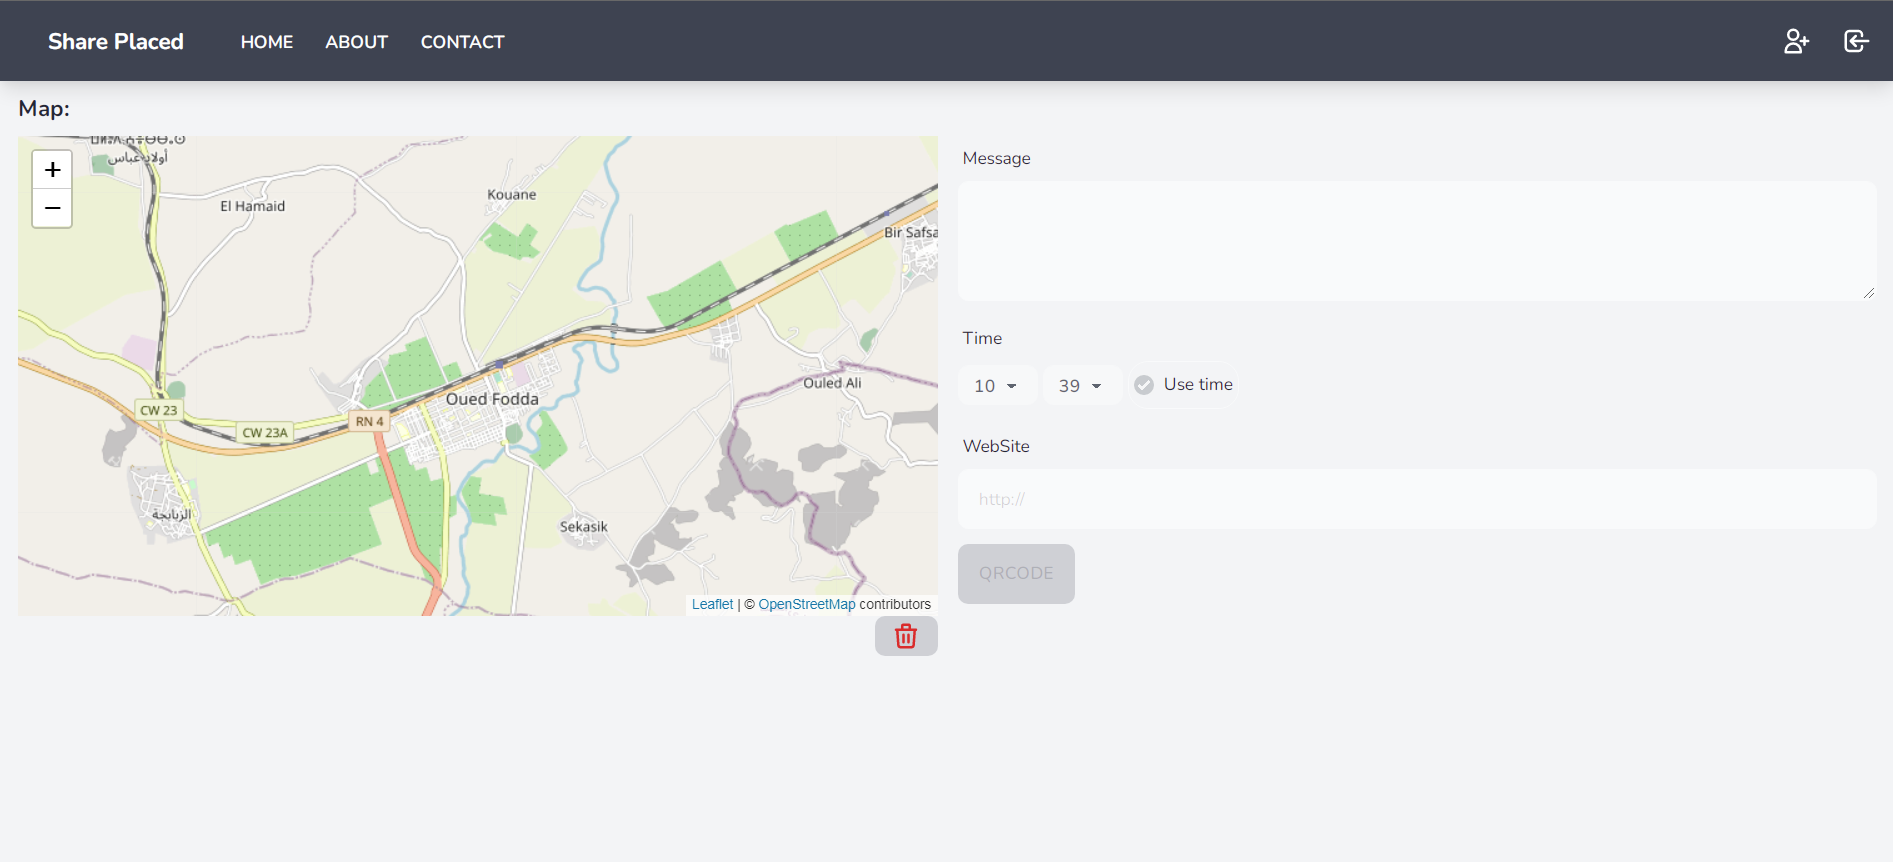 Share Placed HOME ABOUT CONTACT
Map:
أولاد عباس
+
−
El Hamaid
Kouane
Bir Safsa
Oued Fodda
Ouled Ali
CW 23
CW 23A
RN 4
الزبابجة
Sekasik
Leaflet | © OpenStreetMap contributors
Message
Time
10 39 Use time
WebSite
http://
QRCODE